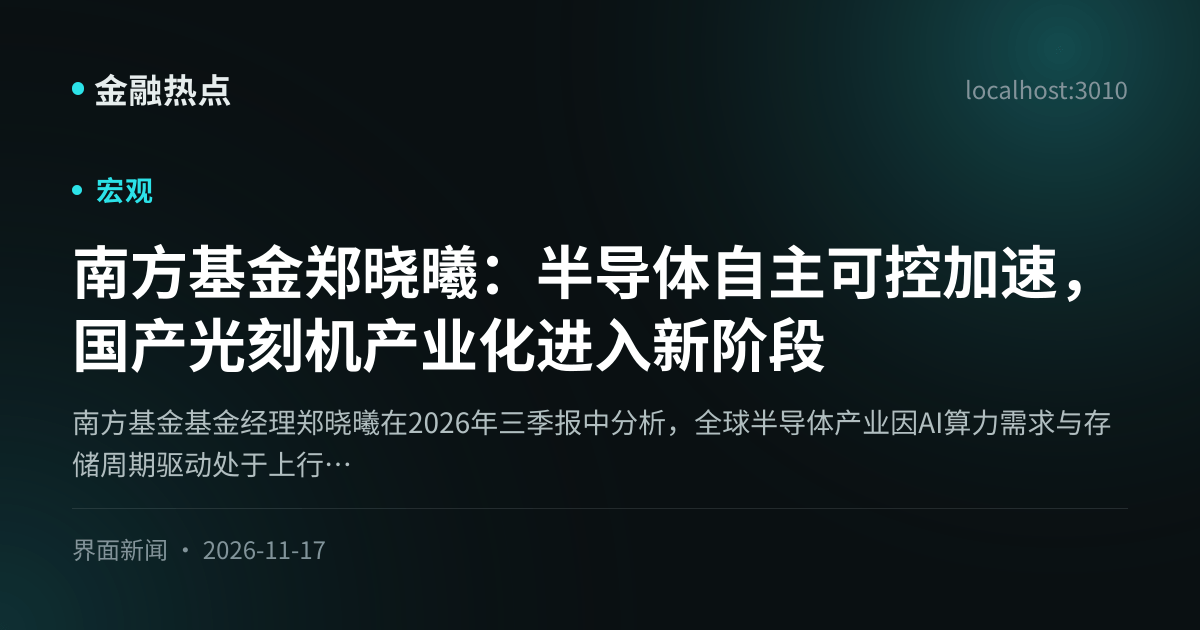 金融热点
localhost:3010
宏观
南方基金郑晓曦：半导体自主可控加速，
国产光刻机产业化进入新阶段
南方基金基金经理郑晓曦在2026年三季报中分析，全球半导体产业因AI算力需求与存
储周期驱动处于上行…
界面新闻 • 2026-11-17